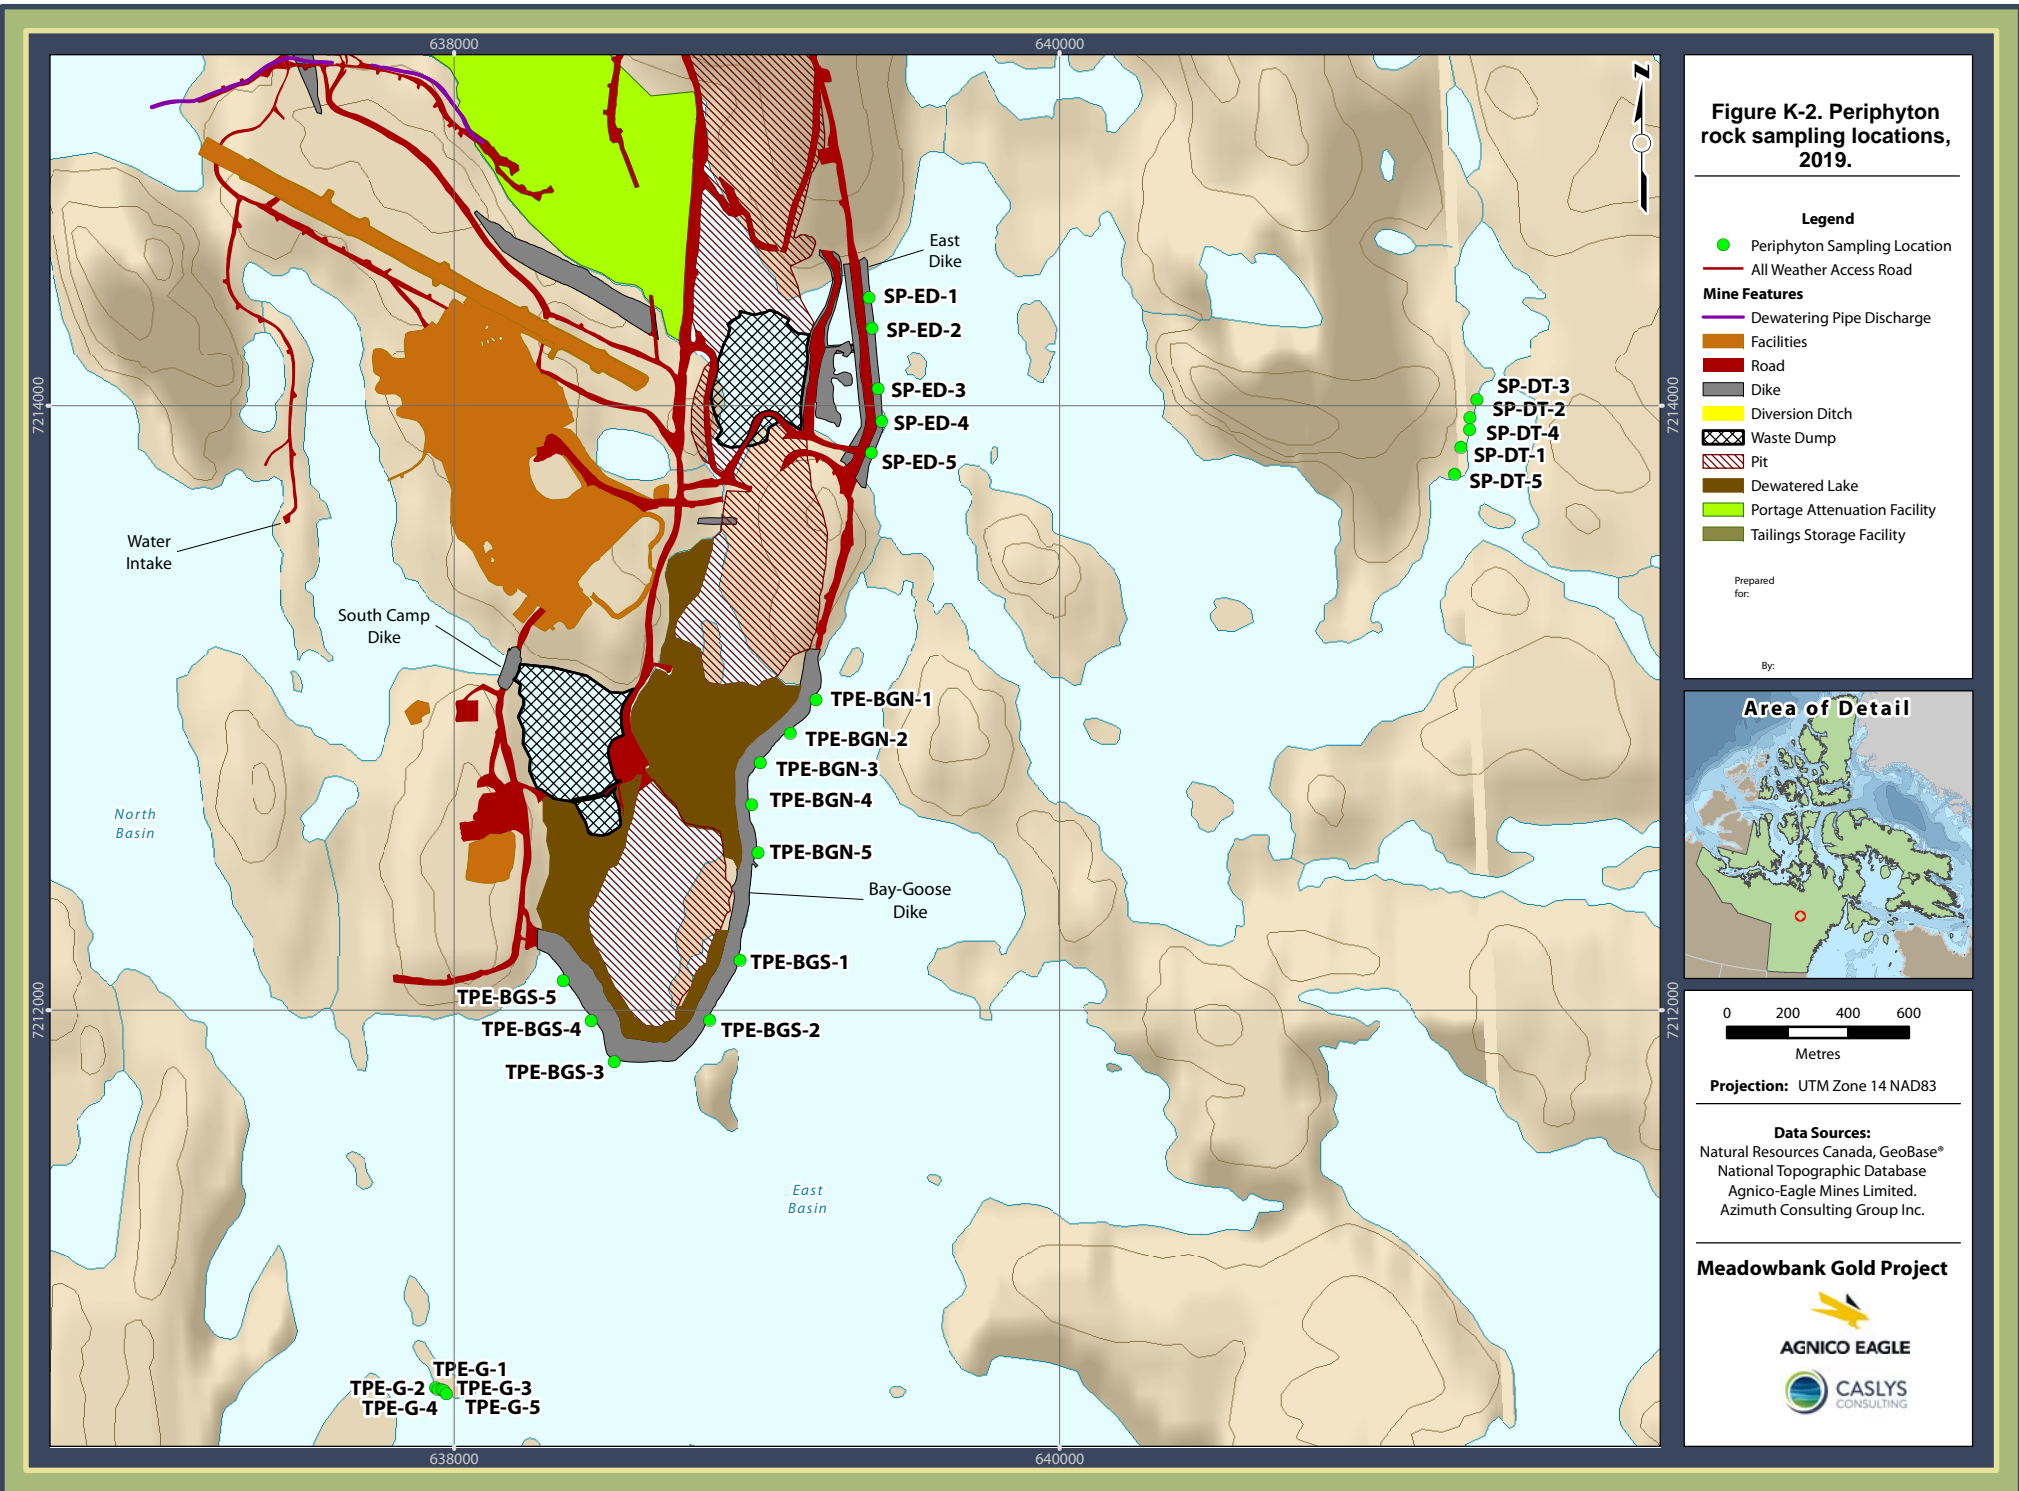 638000
640000
7214000
7212000
7214000
7212000
638000
640000
East
Dike
SP-ED-1
SP-ED-2
SP-ED-3
SP-ED-4
SP-ED-5
SP-DT-3
SP-DT-2
SP-DT-4
SP-DT-1
SP-DT-5
Water
Intake
South Camp
Dike
TPE-BGN-1
TPE-BGN-2
TPE-BGN-3
TPE-BGN-4
TPE-BGN-5
North
Basin
Bay-Goose
Dike
TPE-BGS-1
TPE-BGS-5
TPE-BGS-4
TPE-BGS-2
TPE-BGS-3
East
Basin
TPE-G-1
TPE-G-2
TPE-G-3
TPE-G-4
TPE-G-5
Z
Figure K-2. Periphyton
rock sampling locations,
2019.
Legend
Periphyton Sampling Location
All Weather Access Road
Mine Features
Dewatering Pipe Discharge
Facilities
Road
Dike
Diversion Ditch
Waste Dump
Pit
Dewatered Lake
Portage Attenuation Facility
Tailings Storage Facility
Prepared
for:
By:
Area of Detail
0 200 400 600
Metres
Projection: UTM Zone 14 NAD83
Data Sources:
Natural Resources Canada, GeoBase®
National Topographic Database
Agnico-Eagle Mines Limited.
Azimuth Consulting Group Inc.
Meadowbank Gold Project
AGNICO EAGLE
CASLYS
CONSULTING